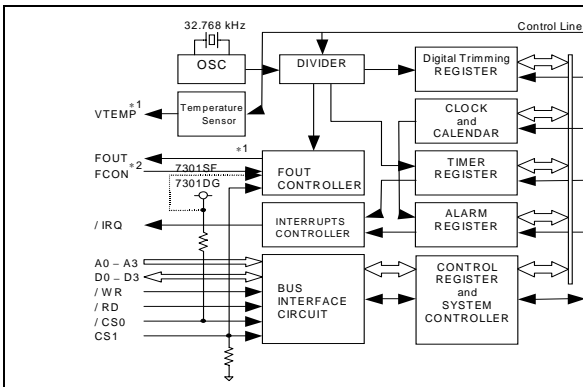 32.768 kHz
Control Line
OSC
DIVIDER
Digital Trimming
REGISTER
VTEMP*1
Temperature
Sensor
CLOCK
and
CALENDAR
FOUT
*1
FCON*2
7301SF
7301DG
FOUT
CONTROLLER
TIMER
REGISTER
/ IRQ
INTERRUPTS
CONTROLLER
ALARM
REGISTER
A0 – A3
D0 – D3
/ WR
/ RD
/ CS0
CS1
BUS
INTERFACE
CIRCUIT
CONTROL
REGISTER
and
SYSTEM
CONTROLLER